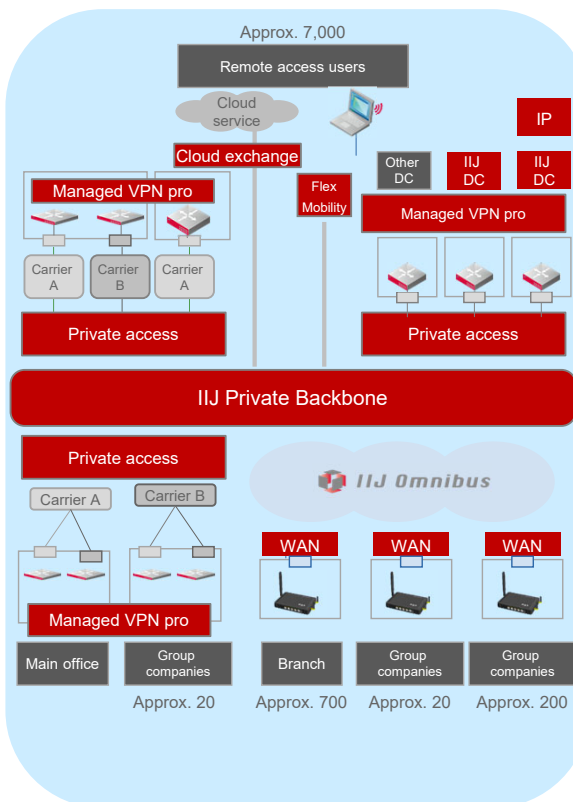 Approx. 7,000
Remote access users
Cloud
service
IP
Cloud exchange
Other
DC
IIJ
DC
IIJ
DC
Managed VPN pro
Flex
Mobility
Managed VPN pro
Carrier
A
Carrier
B
Carrier
A
Private access
Private access
IIJ Private Backbone
Private access
IIJ Omnibus
Carrier A
Carrier B
WAN
WAN
WAN
Managed VPN pro
Main office
Group
companies
Branch
Group
companies
Group
companies
Approx. 20
Approx. 700
Approx. 20
Approx. 200